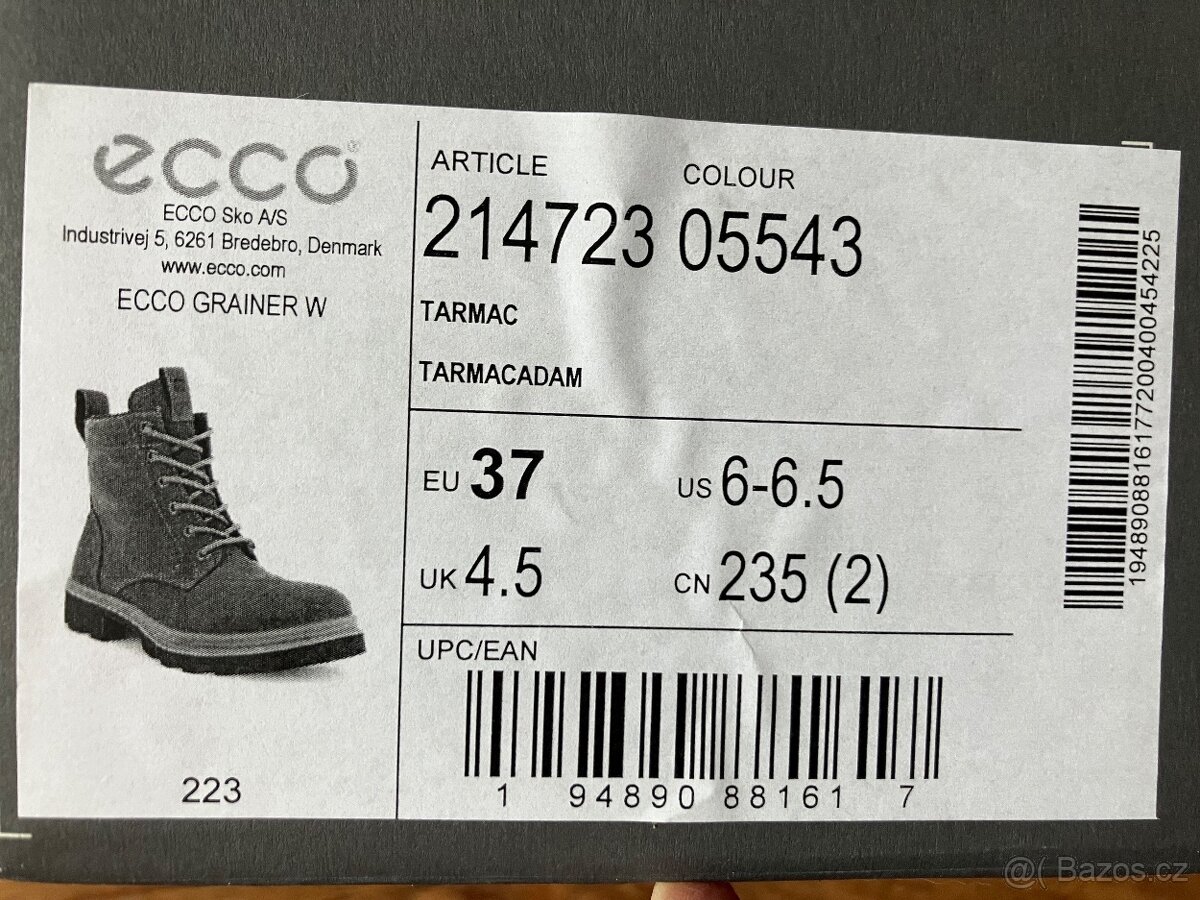 ecco®
ECCO Sko A/S
Industrivej 5, 6261 Bredebro, Denmark
www.ecco.com
ECCO GRAINER W
223
ARTICLE COLOUR
214723 05543
TARMAC
TARMACADAM
EU 37 US 6-6.5
UK 4.5 CN 235 (2)
UPC/EAN
1 94890 88161 7
1948908816177200400454225
@( Bazos.cz